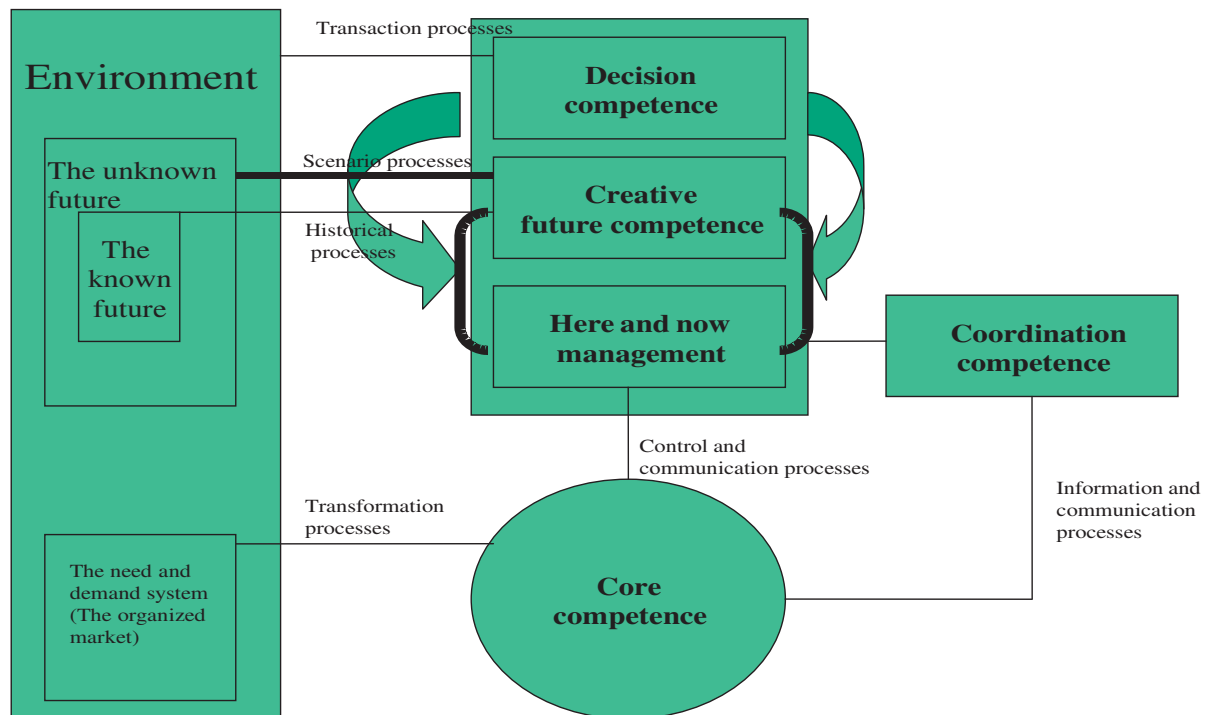 Environment
The unknown
future
The
known
future
The need and
demand system
(The organized
market)
Transaction processes
Scenario processes
Historical
processes
Transformation
processes
Decision
competence
Creative
future competence
Here and now
management
Control and
communication processes
Core
competence
Coordination
competence
Information and
communication
processes